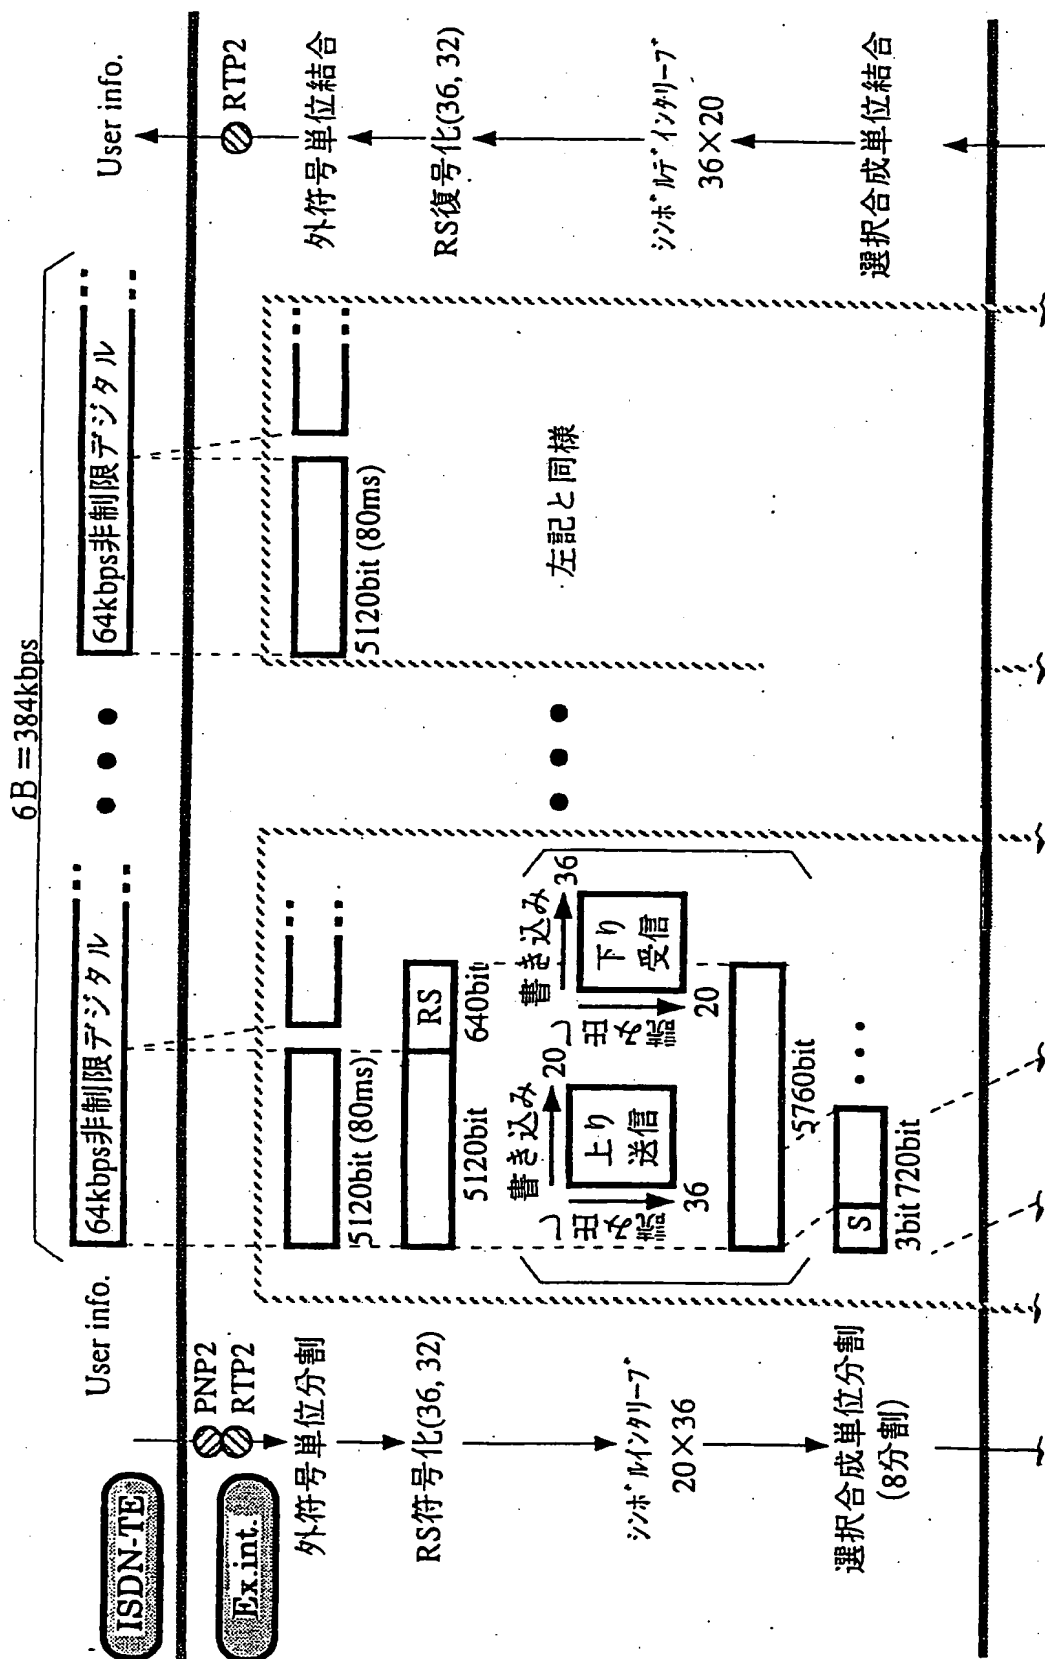 6B=384kbps
ISDN-TE
User info.
64kbps非制限デジタル
● ● ●
64kbps非制限デジタル
User info.
Ex.int.
PNP2
RTP2
RTP2
外符号単位分割
5120bit (80ms)
5120bit (80ms)
外符号単位結合
RS符号化(36, 32)
RS
5120bit
640bit
RS復号化(36, 32)
シンボルインタリーブ
20×36
書き込み
20
読み出し
36
上り
送信
書き込み
36
読み出し
20
下り
受信
● ● ●
左記と同様
シンボルデインタリーブ
36×20
5760bit
選択合成単位分割
(8分割)
S
3bit 720bit
選択合成単位結合